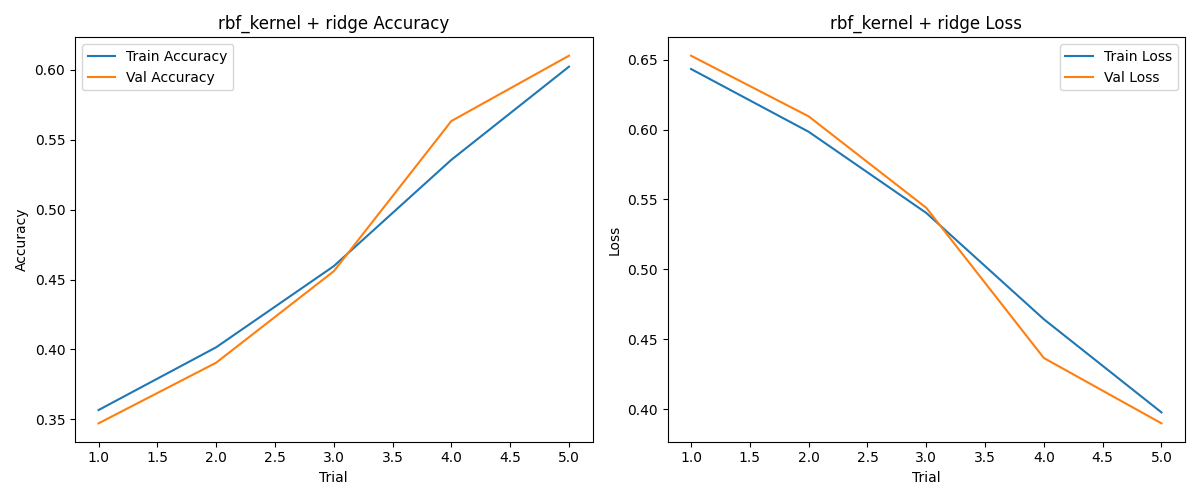 rbf_kernel + ridge Accuracy
Train Accuracy
Val Accuracy
Accuracy
0.60
0.55
0.50
0.45
0.40
0.35
1.0 1.5 2.0 2.5 3.0 3.5 4.0 4.5 5.0
Trial
rbf_kernel + ridge Loss
Train Loss
Val Loss
Loss
0.65
0.60
0.55
0.50
0.45
0.40
1.0 1.5 2.0 2.5 3.0 3.5 4.0 4.5 5.0
Trial